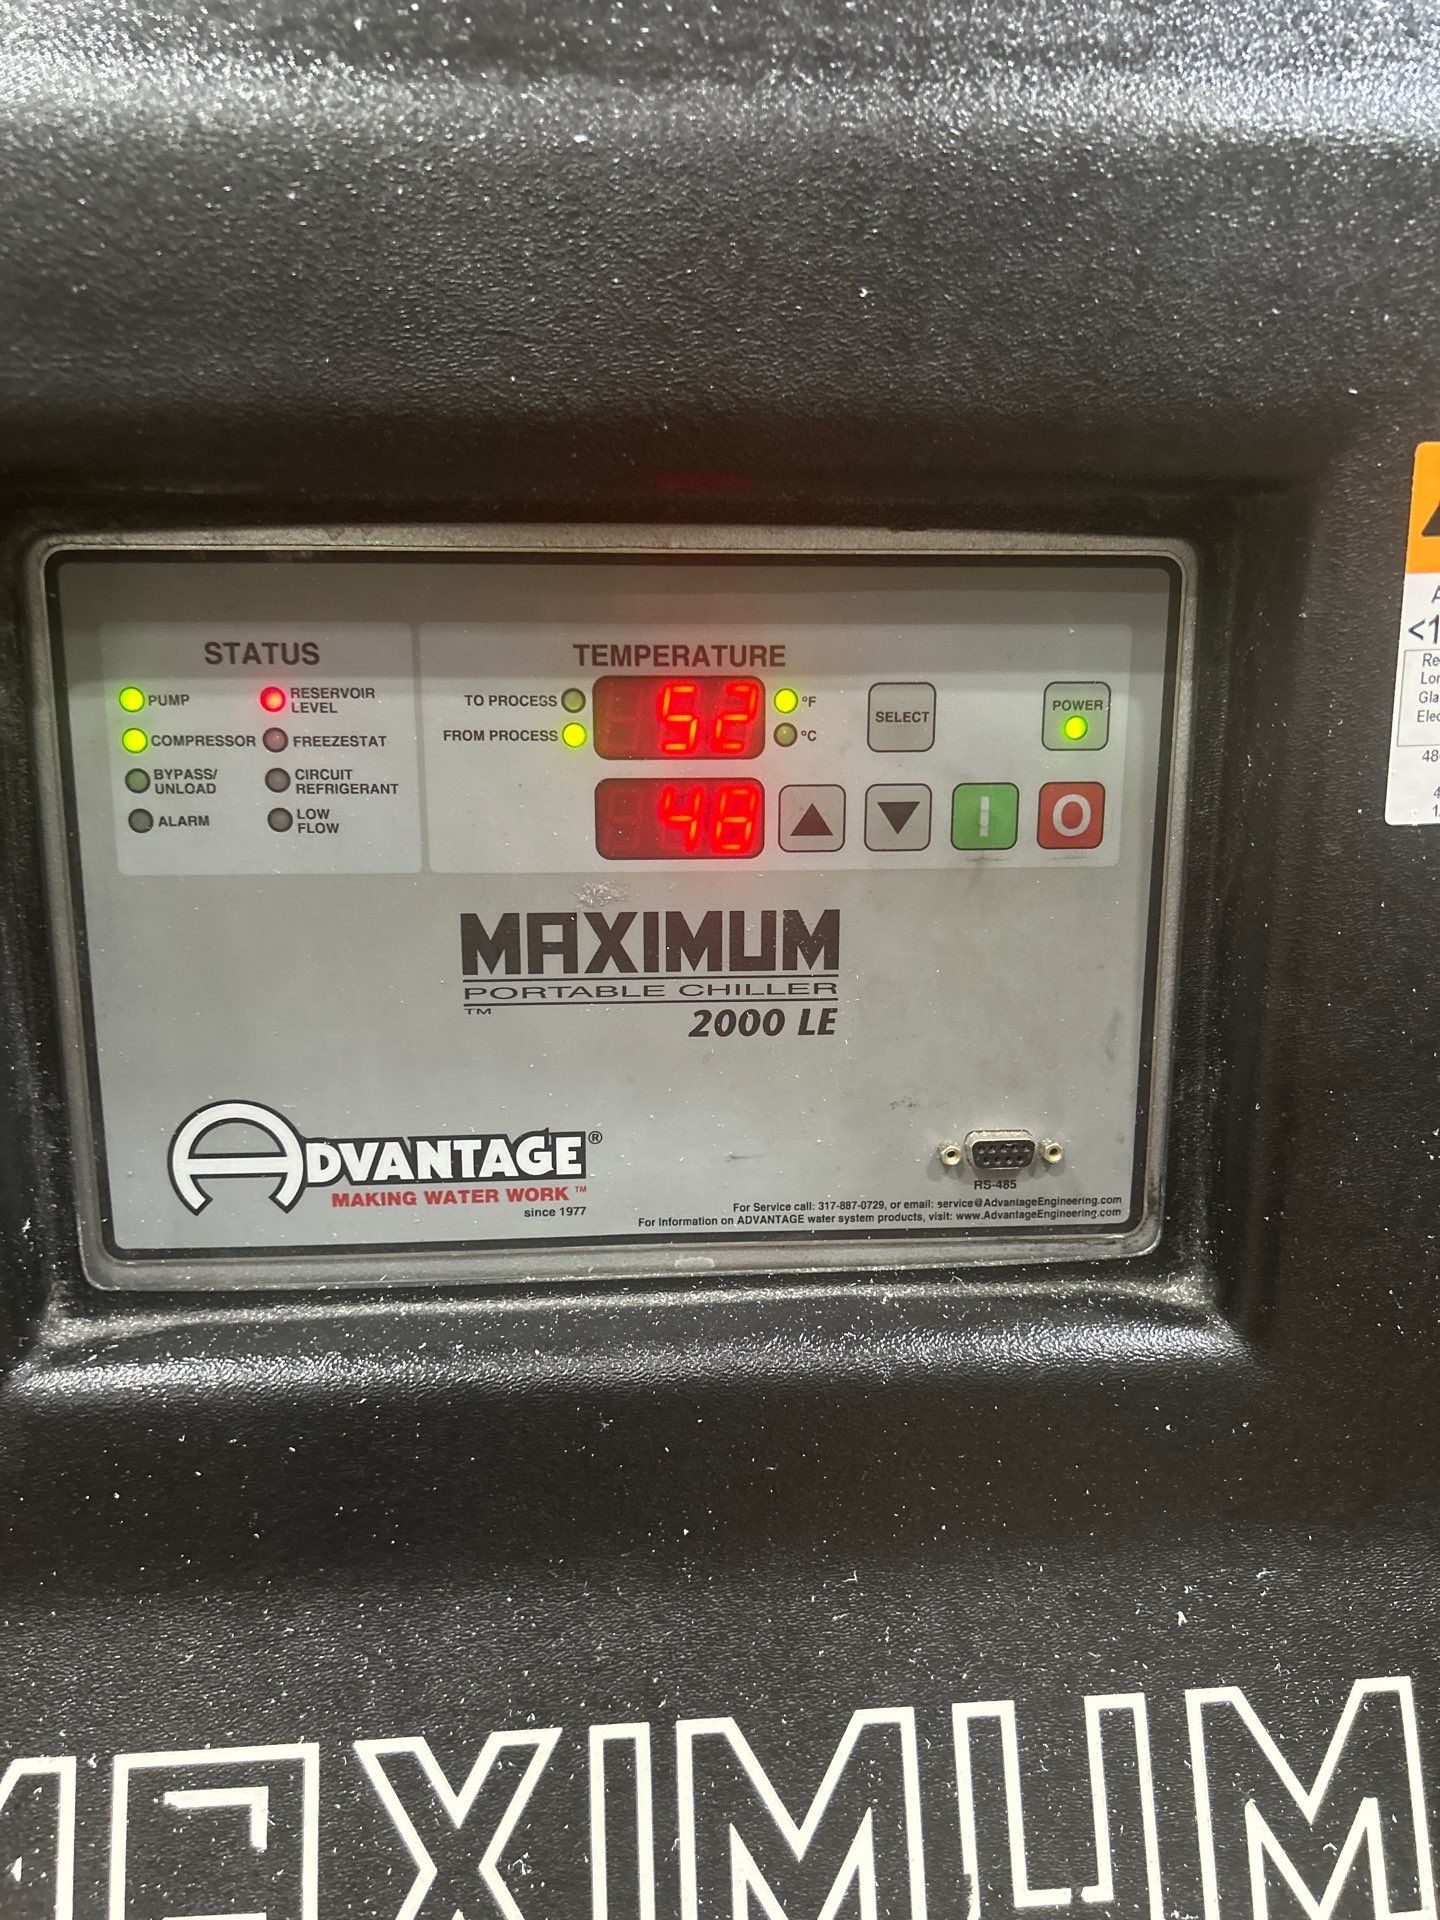 STATUS
PUMP
RESERVOIR
LEVEL
COMPRESSOR
FREEZESTAT
BYPASS/
UNLOAD
CIRCUIT
REFRIGERANT
ALARM
LOW
FLOW
TEMPERATURE
TO PROCESS
FROM PROCESS
52
°F
°C
SELECT
POWER
48
I
O
MAXIMUM
PORTABLE CHILLER
™
2000 LE
ADVANTAGE®
MAKING WATER WORK™
since 1977
RS-485
For Service call: 317-887-0729, or email: service@AdvantageEngineering.com
For Information on ADVANTAGE water system products, visit: www.AdvantageEngineering.com
MAXIMUM